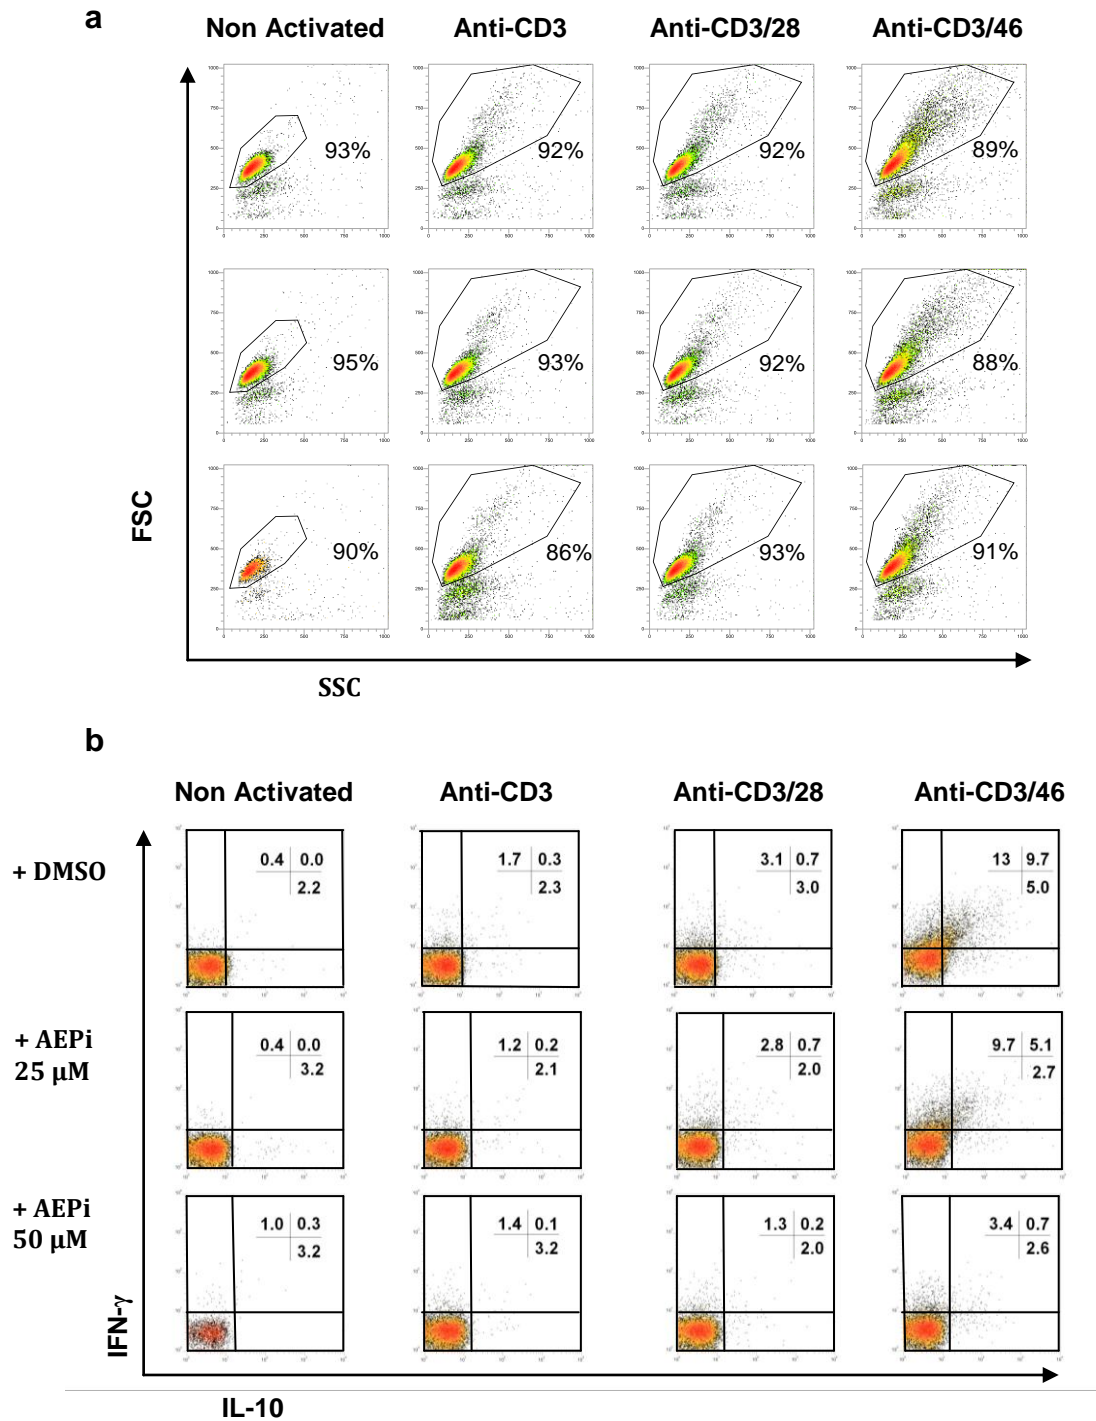 a
Non Activated Anti-CD3 Anti-CD3/28 Anti-CD3/46
93% 92% 92% 89%
95% 93% 92% 88%
90% 86% 93% 91%
FSC
SSC
b
Non Activated Anti-CD3 Anti-CD3/28 Anti-CD3/46
+ DMSO
0.4 0.0 1.7 0.3 3.1 0.7 13 9.7
2.2 2.3 3.0 5.0
+ AEPi
25 µM
0.4 0.0 1.2 0.2 2.8 0.7 9.7 5.1
3.2 2.1 2.0 2.7
+ AEPi
50 µM
1.0 0.3 1.4 0.1 1.3 0.2 3.4 0.7
3.2 3.2 2.0 2.6
IFN-γ
IL-10